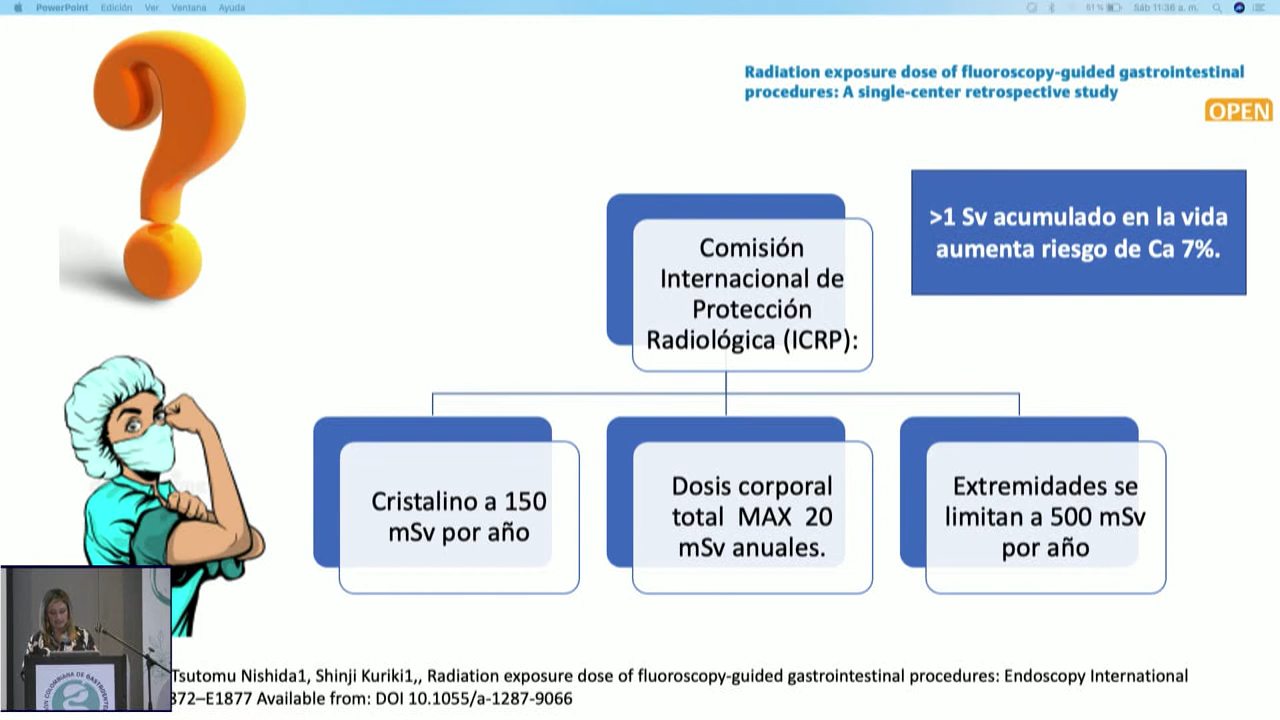 PowerPoint Edición Ver Ventana Ayuda
61 % Sáb 11:36 a. m.
Radiation exposure dose of fluoroscopy-guided gastrointestinal
procedures: A single-center retrospective study
OPEN
>1 Sv acumulado en la vida
aumenta riesgo de Ca 7%.
Comisión
Internacional de
Protección
Radiológica (ICRP):
Cristalino a 150
mSv por año
Dosis corporal
total MAX 20
mSv anuales.
Extremidades se
limitan a 500 mSv
por año
Tsutomu Nishida1, Shinji Kuriki1,, Radiation exposure dose of fluoroscopy-guided gastrointestinal procedures: Endoscopy International
372–E1877 Available from: DOI 10.1055/a-1287-9066
COLOMBIANA DE